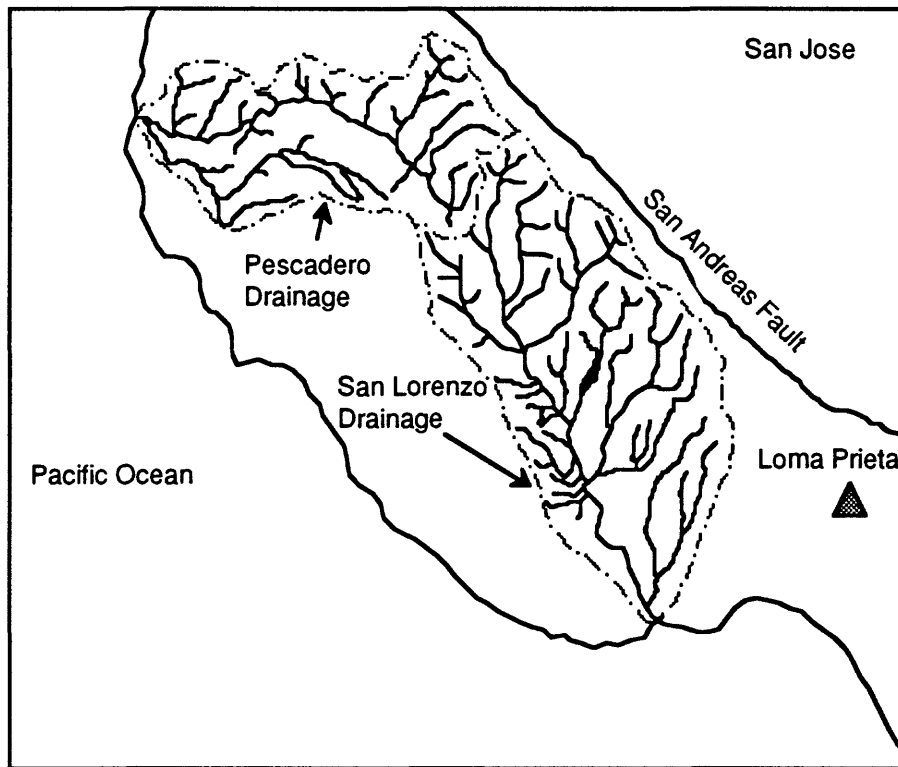 San Jose
San Andreas Fault
Pescadero
Drainage
San Lorenzo
Drainage
Loma Prieta
Pacific Ocean